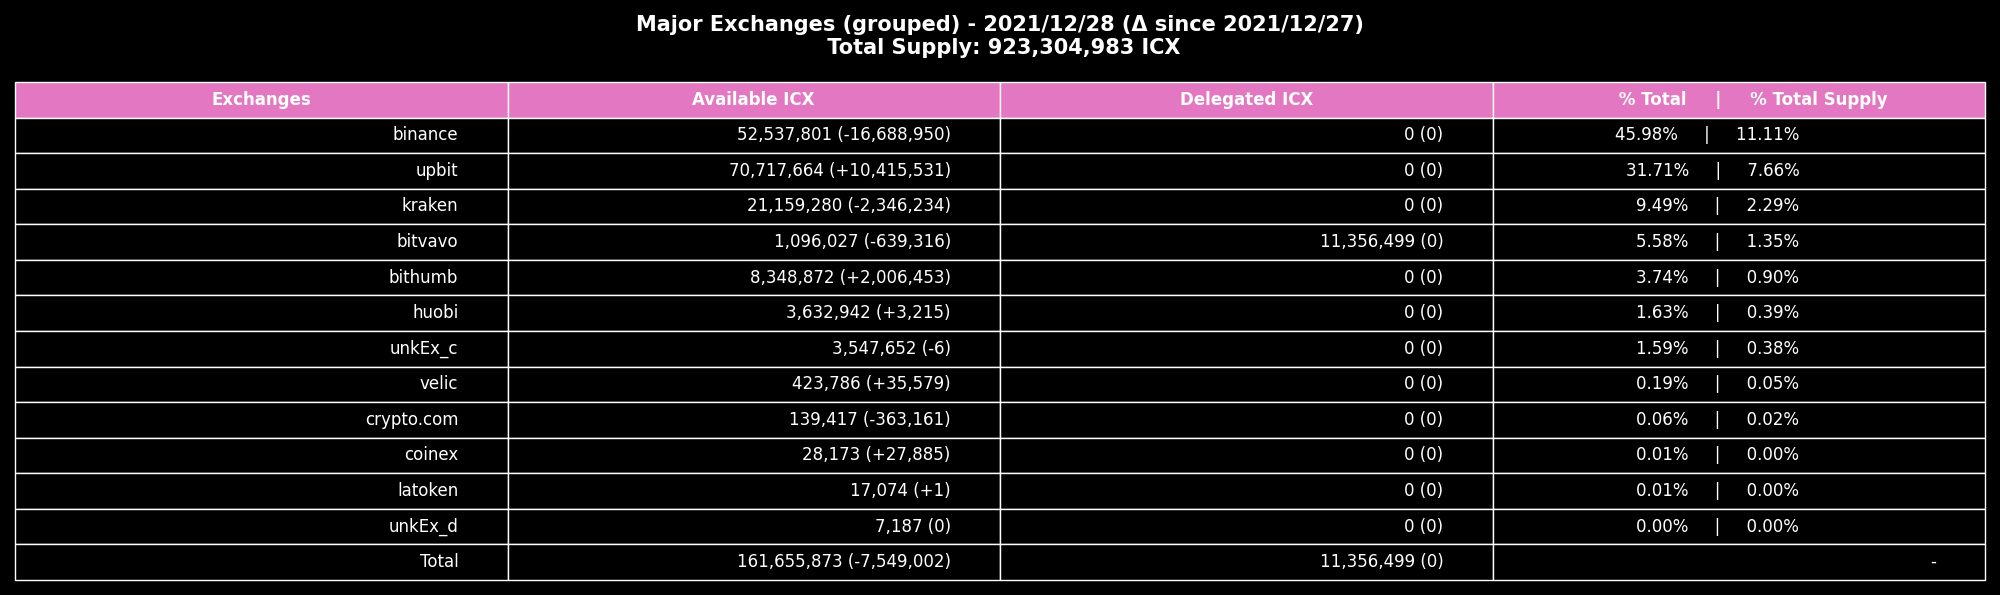 Major Exchanges (grouped) - 2021/12/28 (Δ since 2021/12/27)
Total Supply: 923,304,983 ICX
Exchanges Available ICX Delegated ICX % Total | % Total Supply
binance 52,537,801 (-16,688,950) 0 (0) 45.98% | 11.11%
upbit 70,717,664 (+10,415,531) 0 (0) 31.71% | 7.66%
kraken 21,159,280 (-2,346,234) 0 (0) 9.49% | 2.29%
bitvavo 1,096,027 (-639,316) 11,356,499 (0) 5.58% | 1.35%
bithumb 8,348,872 (+2,006,453) 0 (0) 3.74% | 0.90%
huobi 3,632,942 (+3,215) 0 (0) 1.63% | 0.39%
unkEx_c 3,547,652 (-6) 0 (0) 1.59% | 0.38%
velic 423,786 (+35,579) 0 (0) 0.19% | 0.05%
crypto.com 139,417 (-363,161) 0 (0) 0.06% | 0.02%
coinex 28,173 (+27,885) 0 (0) 0.01% | 0.00%
latoken 17,074 (+1) 0 (0) 0.01% | 0.00%
unkEx_d 7,187 (0) 0 (0) 0.00% | 0.00%
Total 161,655,873 (-7,549,002) 11,356,499 (0) -